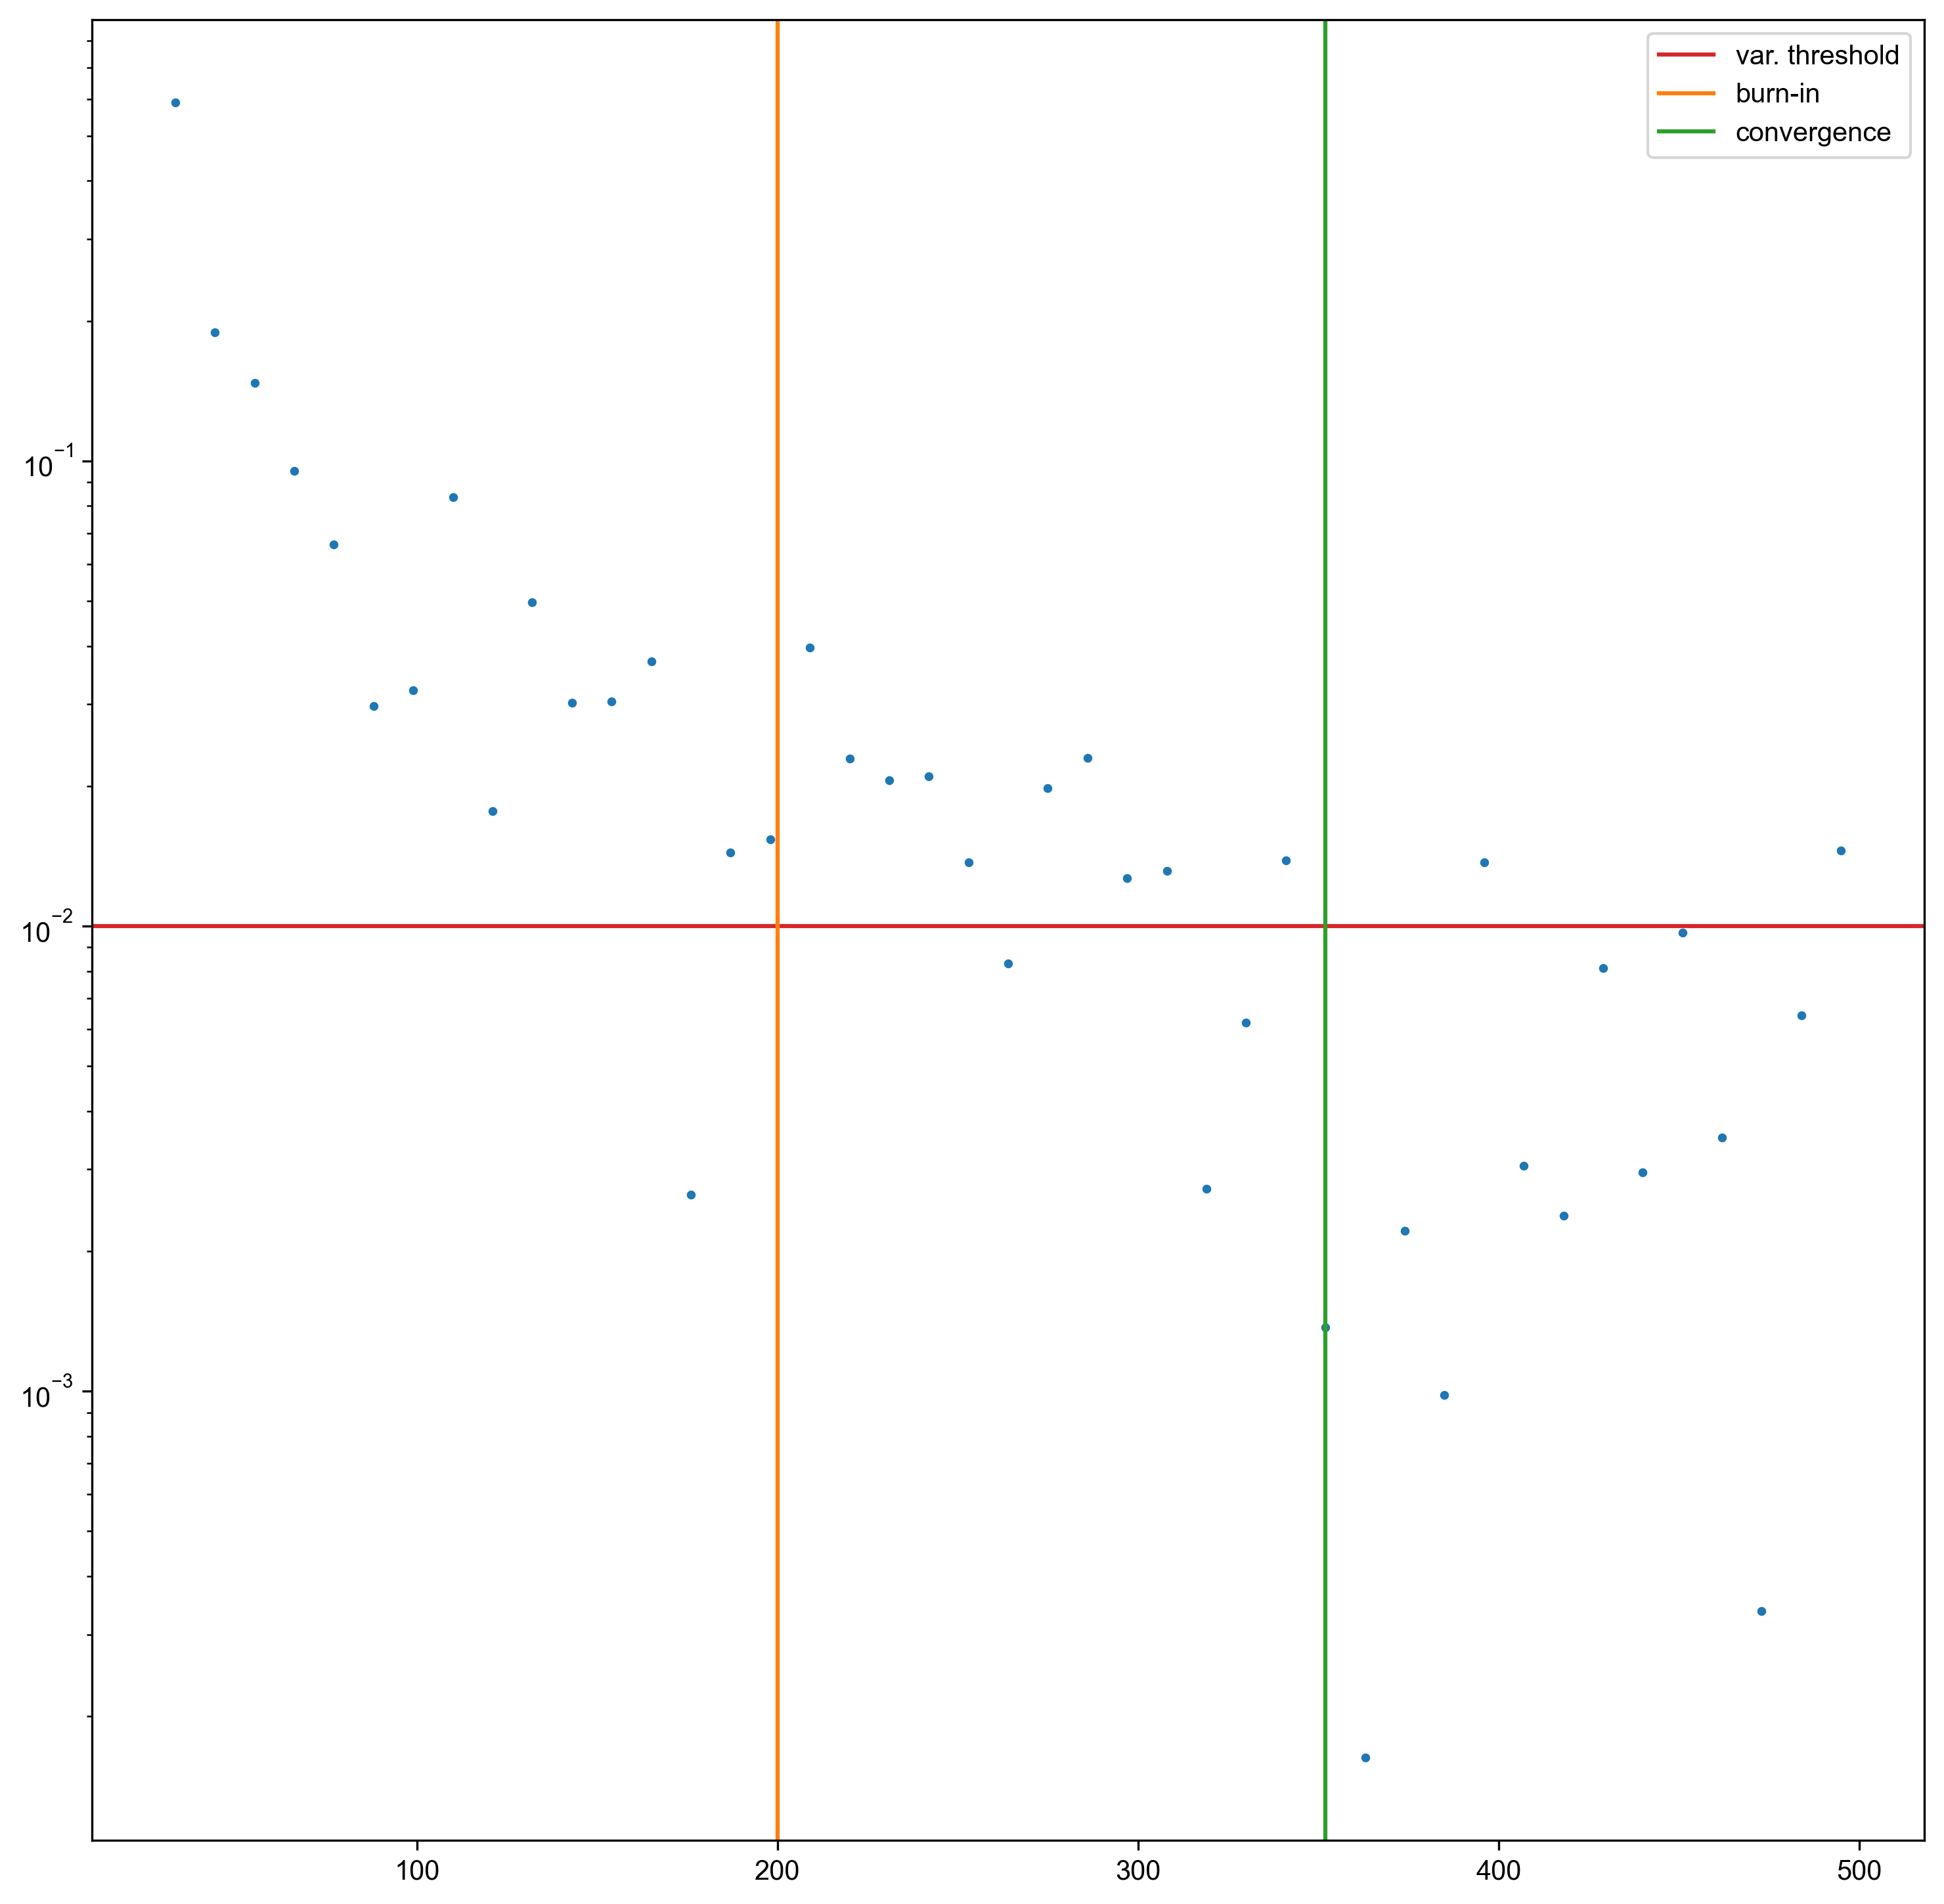 var. threshold
burn-in
convergence
10⁻¹
10⁻²
10⁻³
100 200 300 400 500